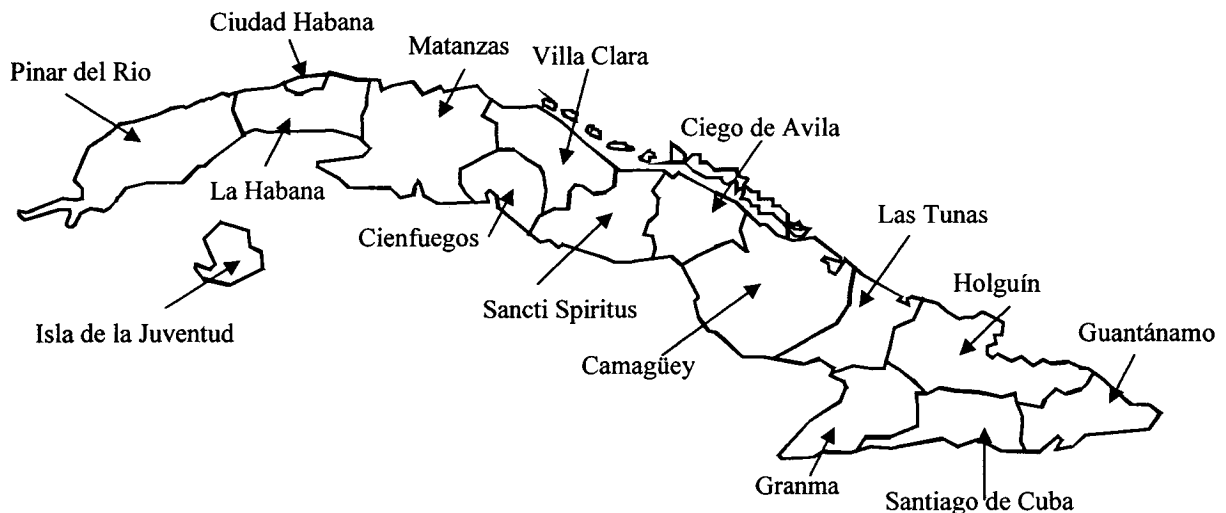 Ciudad Habana
Matanzas
Villa Clara
Pinar del Rio
Ciego de Avila
La Habana
Las Tunas
Cienfuegos
Holguín
Sancti Spiritus
Isla de la Juventud
Guantánamo
Camagüey
Granma
Santiago de Cuba